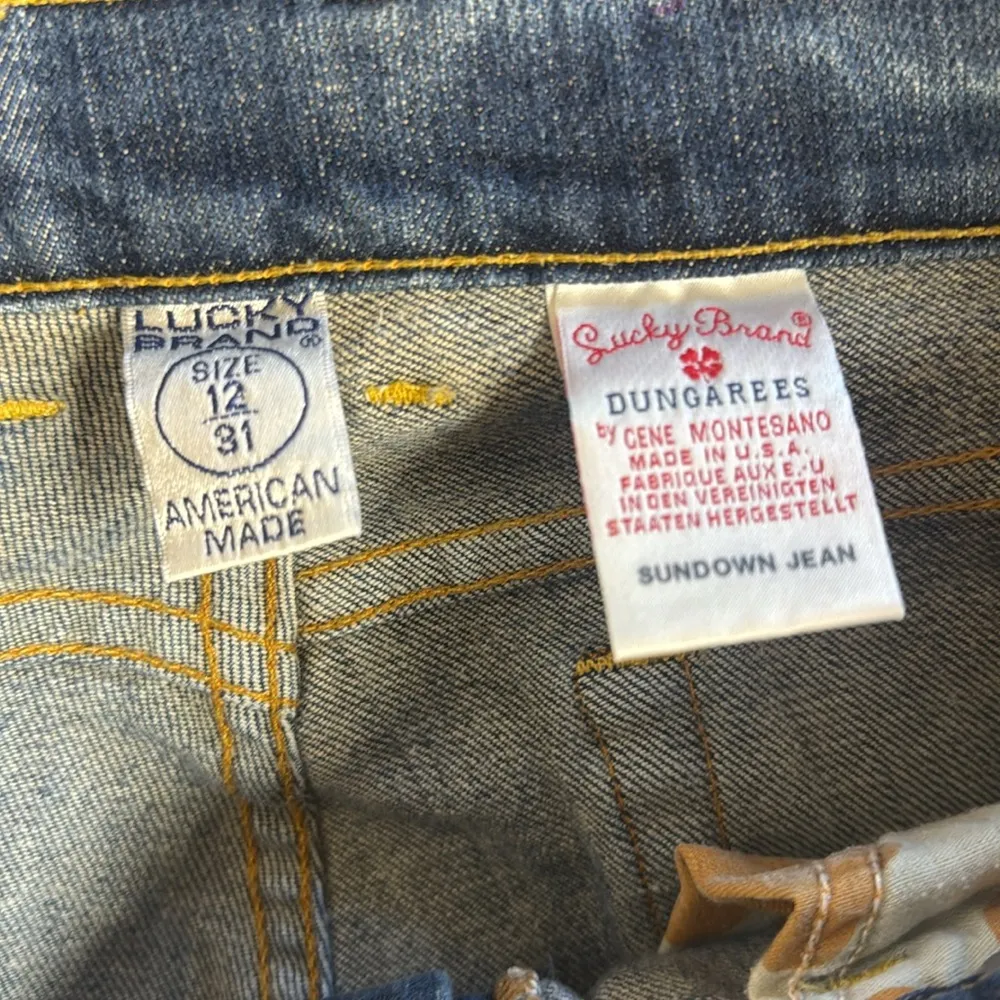 LUCKY
BRAND®
SIZE
12
31
AMERICAN
MADE
Lucky Brand®
DUNGAREES
by GENE MONTESANO
MADE IN U.S.A.
FABRIQUE AUX E.-U
IN DEN VEREINIGTEN
STAATEN HERGESTELLT
SUNDOWN JEAN